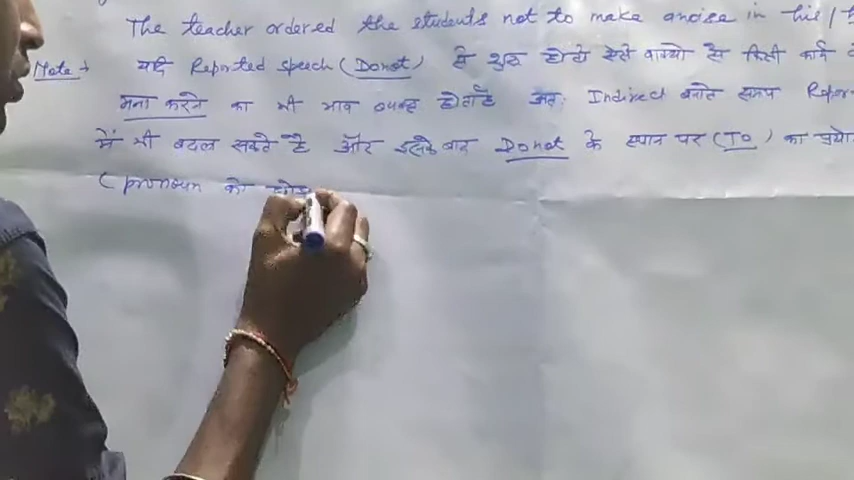 The teacher ordered the students not to make anoise in his /
Note → यदि Reported speech (Donot) से शुरु होतो ऐसे वाक्यो से किसी कार्य
मना करने का भी भाव व्यक्त होता है अतः Indirect बनाते समय Repor
में भी बदल सकते है और इसके बाद Donot के स्थान पर (To) का प्रयो
(pronoun को